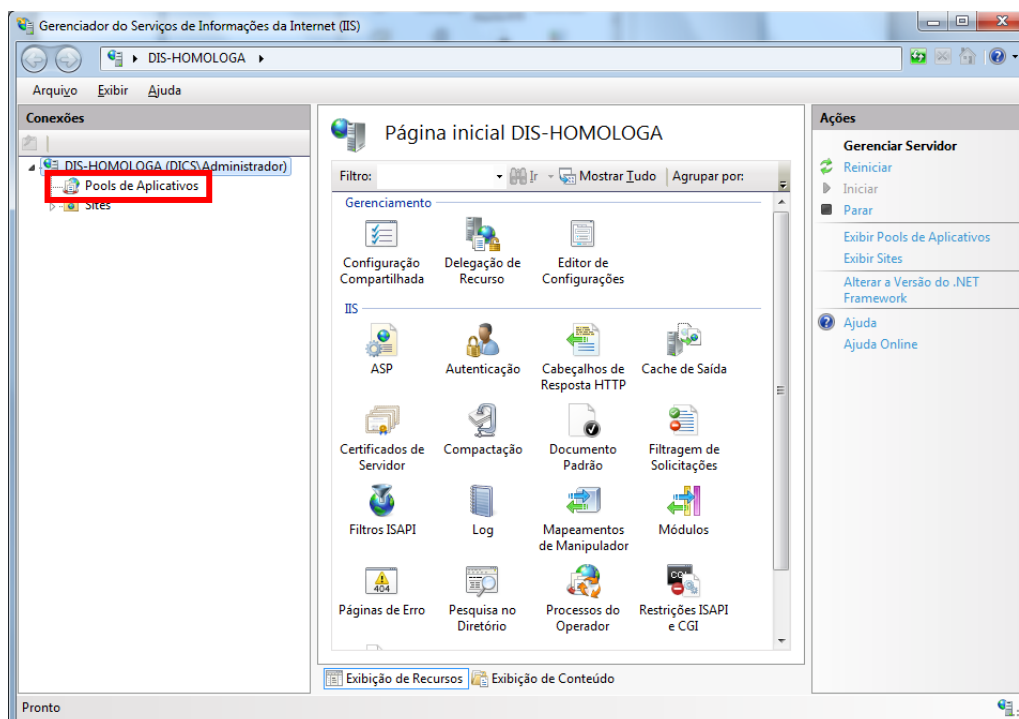 Gerenciador do Serviços de Informações da Internet (IIS)
DIS-HOMOLOGA
Arquivo Exibir Ajuda
Conexões
DIS-HOMOLOGA (DICS\Administrador)
Pools de Aplicativos
Sites
Página inicial DIS-HOMOLOGA
Filtro: Ir Mostrar Tudo Agrupar por:
Gerenciamento
Configuração
Compartilhada
Delegação de
Recurso
Editor de
Configurações
IIS
ASP
Autenticação
Cabeçalhos de
Resposta HTTP
Cache de Saída
Certificados de
Servidor
Compactação
Documento
Padrão
Filtragem de
Solicitações
Filtros ISAPI
Log
Mapeamentos
de Manipulador
Módulos
404
Páginas de Erro
Pesquisa no
Diretório
Processos do
Operador
CGI
Restrições ISAPI
e CGI
Exibição de Recursos Exibição de Conteúdo
Ações
Gerenciar Servidor
Reiniciar
Iniciar
Parar
Exibir Pools de Aplicativos
Exibir Sites
Alterar a Versão do .NET
Framework
Ajuda
Ajuda Online
Pronto